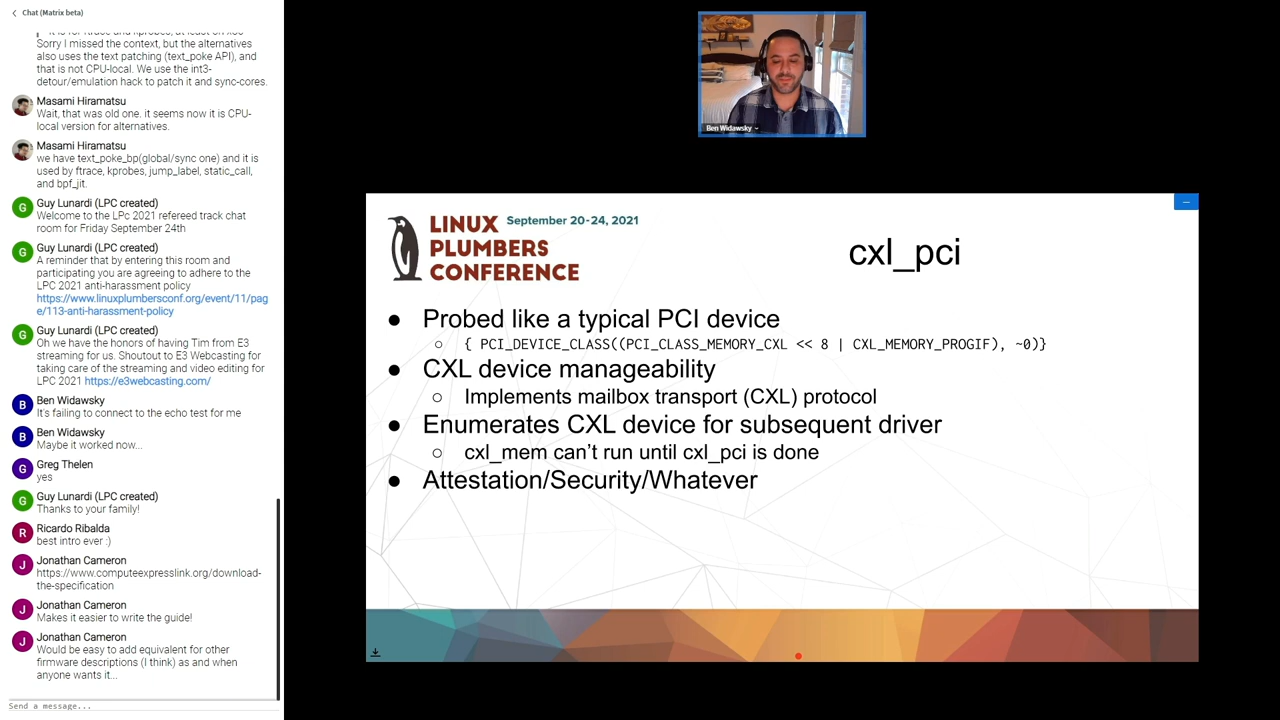 Chat (Matrix beta)
Sorry I missed the context, but the alternatives
also uses the text patching (text_poke API), and
that is not CPU-local. We use the int3-
detour/emulation hack to patch it and sync-cores.
Masami Hiramatsu
Wait, that was old one. it seems now it is CPU-
local version for alternatives.
Masami Hiramatsu
we have text_poke_bp(global/sync one) and it is
used by ftrace, kprobes, jump_label, static_call,
and bpf_jit.
G
Guy Lunardi (LPC created)
Welcome to the LPc 2021 refereed track chat
room for Friday September 24th
G
Guy Lunardi (LPC created)
A reminder that by entering this room and
participating you are agreeing to adhere to the
LPC 2021 anti-harassment policy
https://www.linuxplumbersconf.org/event/11/pag
e/113-anti-harassment-policy
G
Guy Lunardi (LPC created)
Oh we have the honors of having Tim from E3
streaming for us. Shoutout to E3 Webcasting for
taking care of the streaming and video editing for
LPC 2021 https://e3webcasting.com/
B
Ben Widawsky
It's failing to connect to the echo test for me
B
Ben Widawsky
Maybe it worked now...
G
Greg Thelen
yes
G
Guy Lunardi (LPC created)
Thanks to your family!
R
Ricardo Ribalda
best intro ever :)
J
Jonathan Cameron
https://www.computeexpresslink.org/download-
the-specification
J
Jonathan Cameron
Makes it easier to write the guide!
J
Jonathan Cameron
Would be easy to add equivalent for other
firmware descriptions (I think) as and when
anyone wants it...
Send a message...
Ben Widawsky
LINUX
PLUMBERS
CONFERENCE
September 20-24, 2021
cxl_pci
● Probed like a typical PCI device
○ { PCI_DEVICE_CLASS((PCI_CLASS_MEMORY_CXL << 8 | CXL_MEMORY_PROGIF), ~0)}
● CXL device manageability
○ Implements mailbox transport (CXL) protocol
● Enumerates CXL device for subsequent driver
○ cxl_mem can't run until cxl_pci is done
● Attestation/Security/Whatever